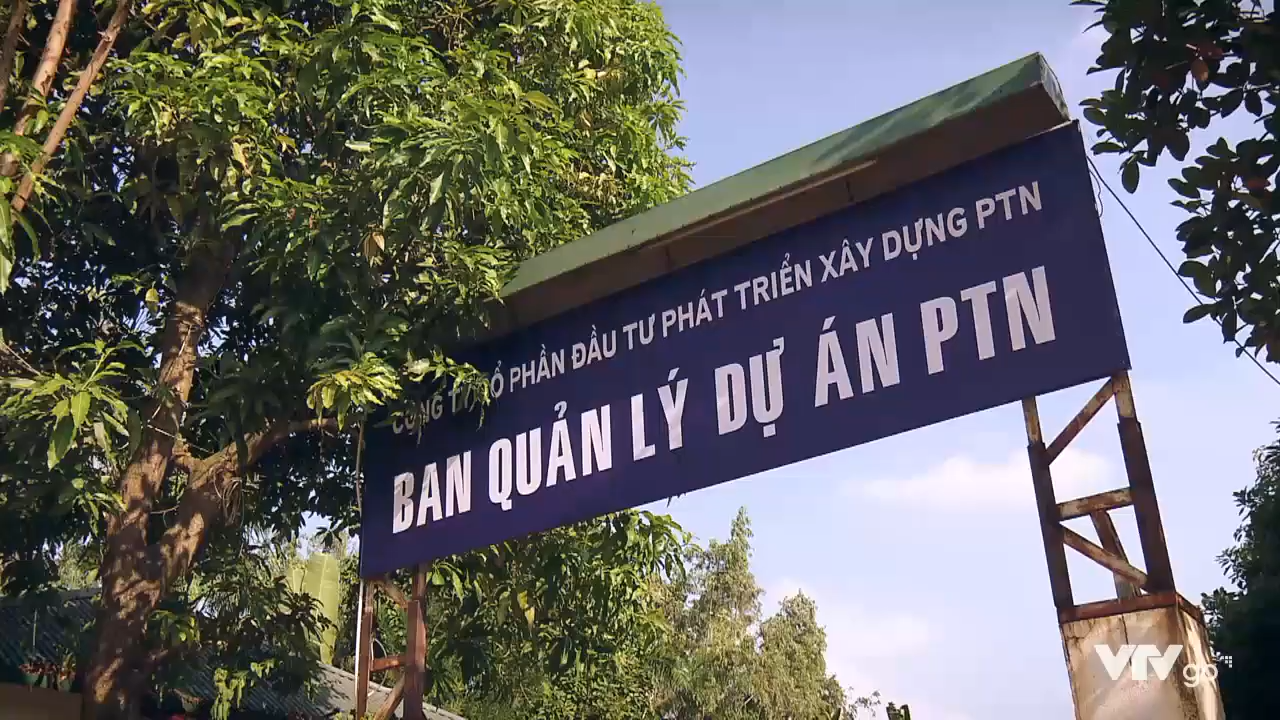 CÔNG TY CỔ PHẦN ĐẦU TƯ PHÁT TRIỂN XÂY DỰNG PTN
BAN QUẢN LÝ DỰ ÁN PTN
VTV go